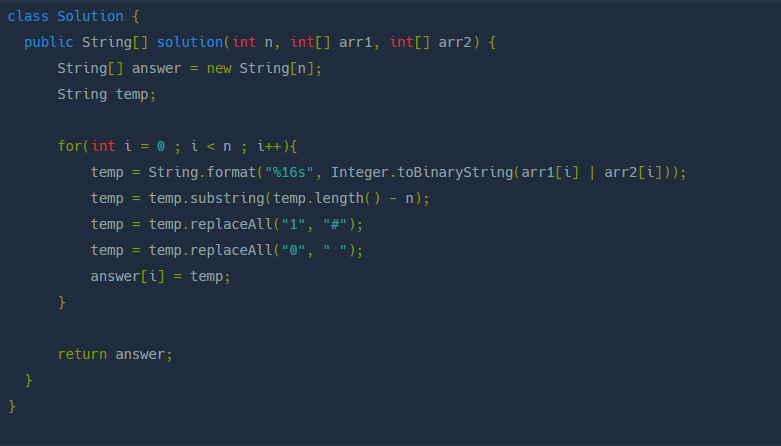 class Solution {
  public String[] solution(int n, int[] arr1, int[] arr2) {
      String[] answer = new String[n];
      String temp;

      for(int i = 0 ; i < n ; i++){
          temp = String.format("%16s", Integer.toBinaryString(arr1[i] | arr2[i]));
          temp = temp.substring(temp.length() - n);
          temp = temp.replaceAll("1", "#");
          temp = temp.replaceAll("0", " ");
          answer[i] = temp;
      }

      return answer;
  }
}